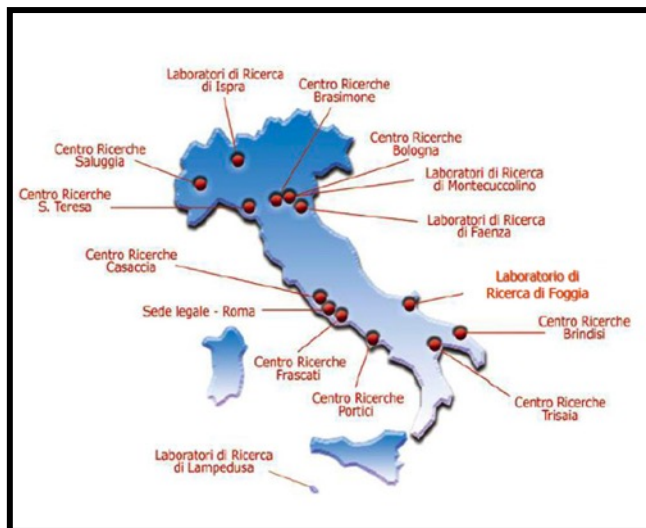 Laboratori di Ricerca
di Ispra
Centro Ricerche
Brasimone
Centro Ricerche
Bologna
Centro Ricerche
Saluggia
Laboratori di Ricerca
di Montecuccolino
Centro Ricerche
S. Teresa
Laboratori di Ricerca
di Faenza
Centro Ricerche
Casaccia
Laboratorio di
Ricerca di Foggia
Sede legale - Roma
Centro Ricerche
Brindisi
Centro Ricerche
Frascati
Centro Ricerche
Portici
Centro Ricerche
Trisaia
Laboratori di Ricerca
di Lampedusa